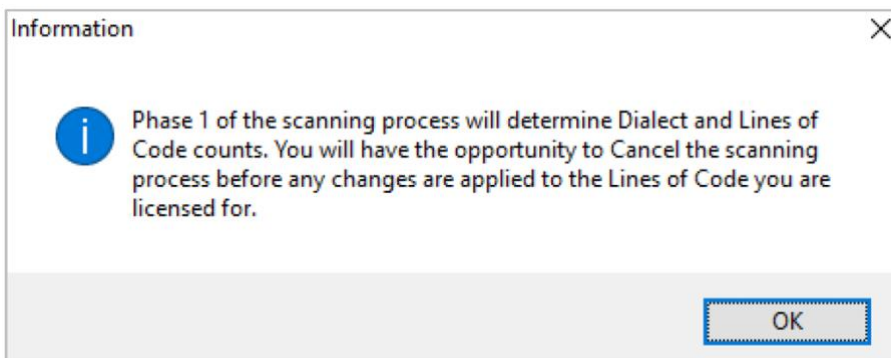 Information
Phase 1 of the scanning process will determine Dialect and Lines of
Code counts. You will have the opportunity to Cancel the scanning
process before any changes are applied to the Lines of Code you are
licensed for.
OK